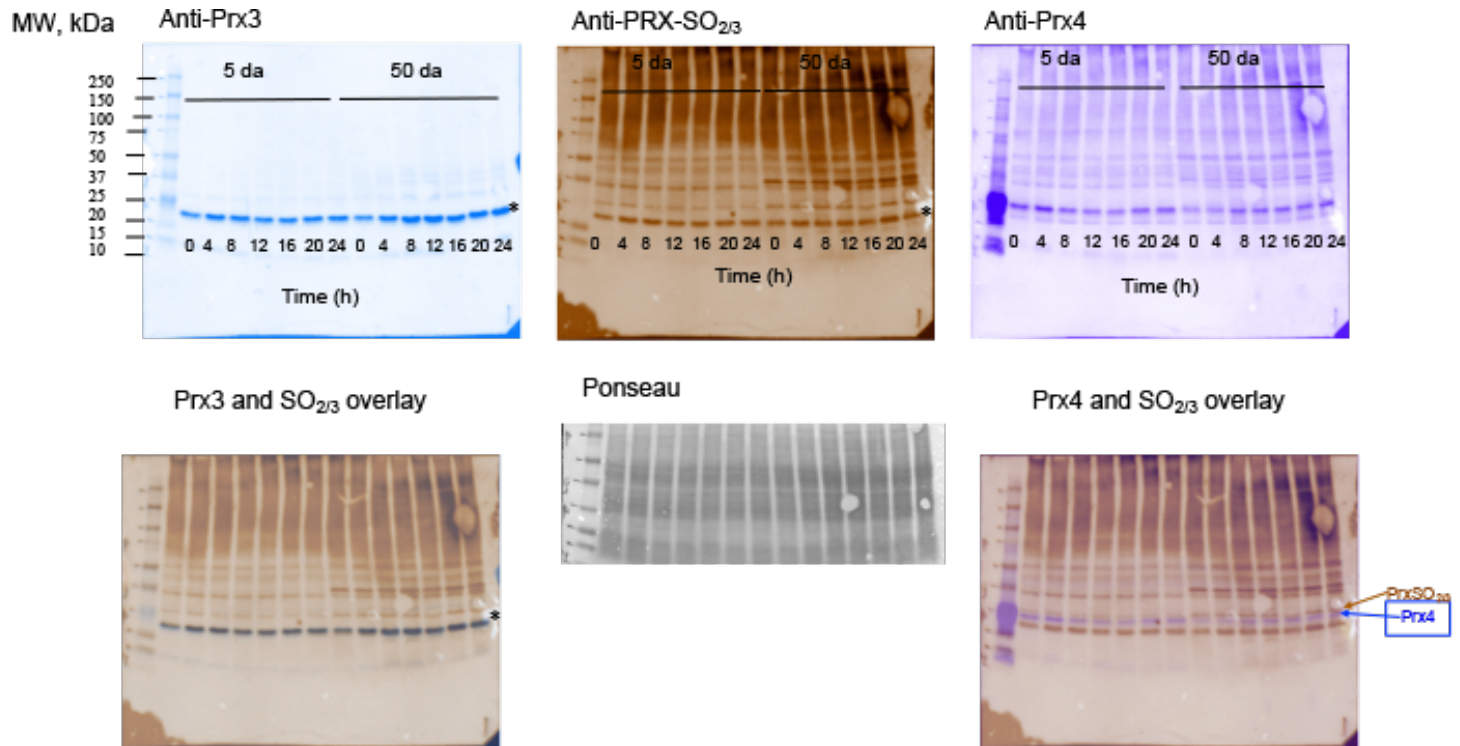 MW, kDa
Anti-Prx3
5 da 50 da
250
150
100
75
50
37
25
20
15
10
*
0 4 8 12 16 20 24 0 4 8 12 16 20 24
Time (h)
Anti-PRX-SO2/3
5 da 50 da
*
0 4 8 12 16 20 24 0 4 8 12 16 20 24
Time (h)
Anti-Prx4
5 da 50 da
0 4 8 12 16 20 24 0 4 8 12 16 20 24
Time (h)
Prx3 and SO2/3 overlay
*
Ponseau
Prx4 and SO2/3 overlay
PrxSO2/3
Prx4